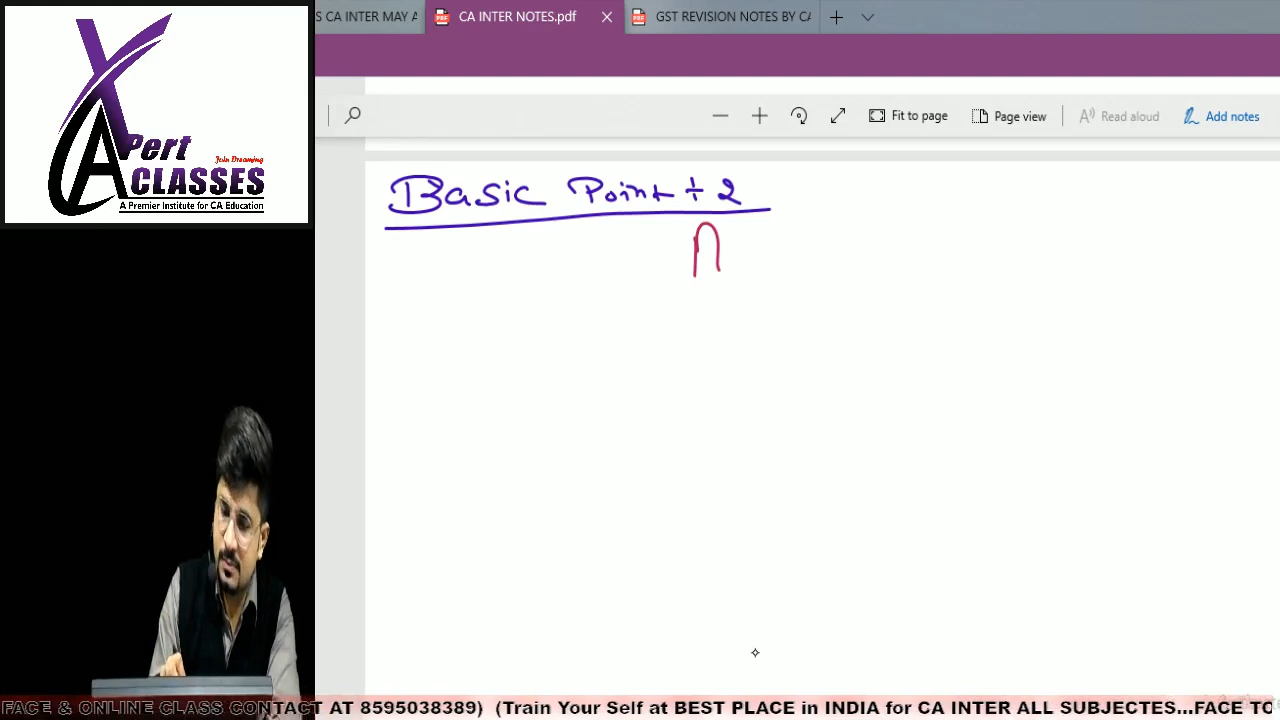 S CA INTER MAY A
CA INTER NOTES.pdf
GST REVISION NOTES BY CA
Fit to page
Page view
Read aloud
Add notes
XPert
Join Dreaming
CA CLASSES
A Premier Institute for CA Education
Basic Point ÷ 2
FACE & ONLINE CLASS CONTACT AT 8595038389) (Train Your Self at BEST PLACE in INDIA for CA INTER ALL SUBJECTES...FACE TO